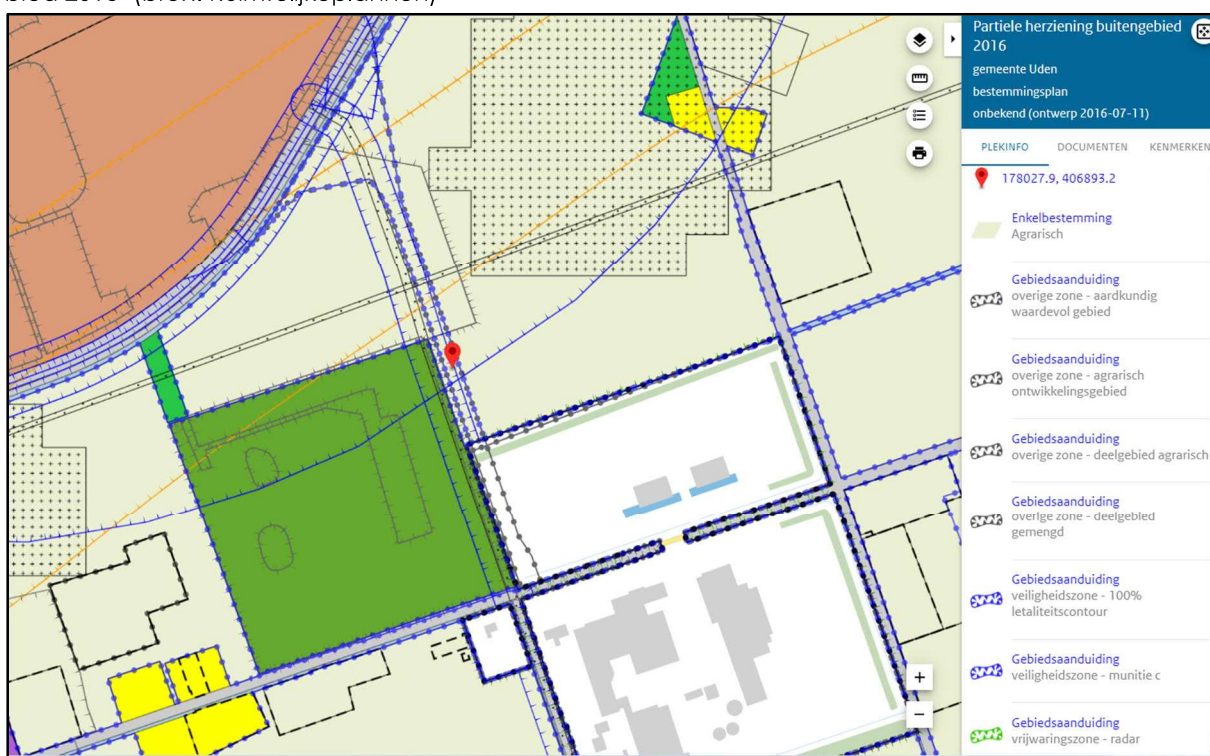 Partiele herziening buitengebied
2016
gemeente Uden
bestemmingsplan
onbekend (ontwerp 2016-07-11)
PLEKINFO DOCUMENTEN KENMERKEN
178027.9, 406893.2
Enkelbestemming
Agrarisch
Gebiedsaanduiding
overige zone - aardkundig
waardevol gebied
Gebiedsaanduiding
overige zone - agrarisch
ontwikkelingsgebied
Gebiedsaanduiding
overige zone - deelgebied agrarisch
Gebiedsaanduiding
overige zone - deelgebied
gemengd
Gebiedsaanduiding
veiligheidszone - 100%
letaliteitscontour
Gebiedsaanduiding
veiligheidszone - munitie c
Gebiedsaanduiding
vrijwaringszone - radar
+
−